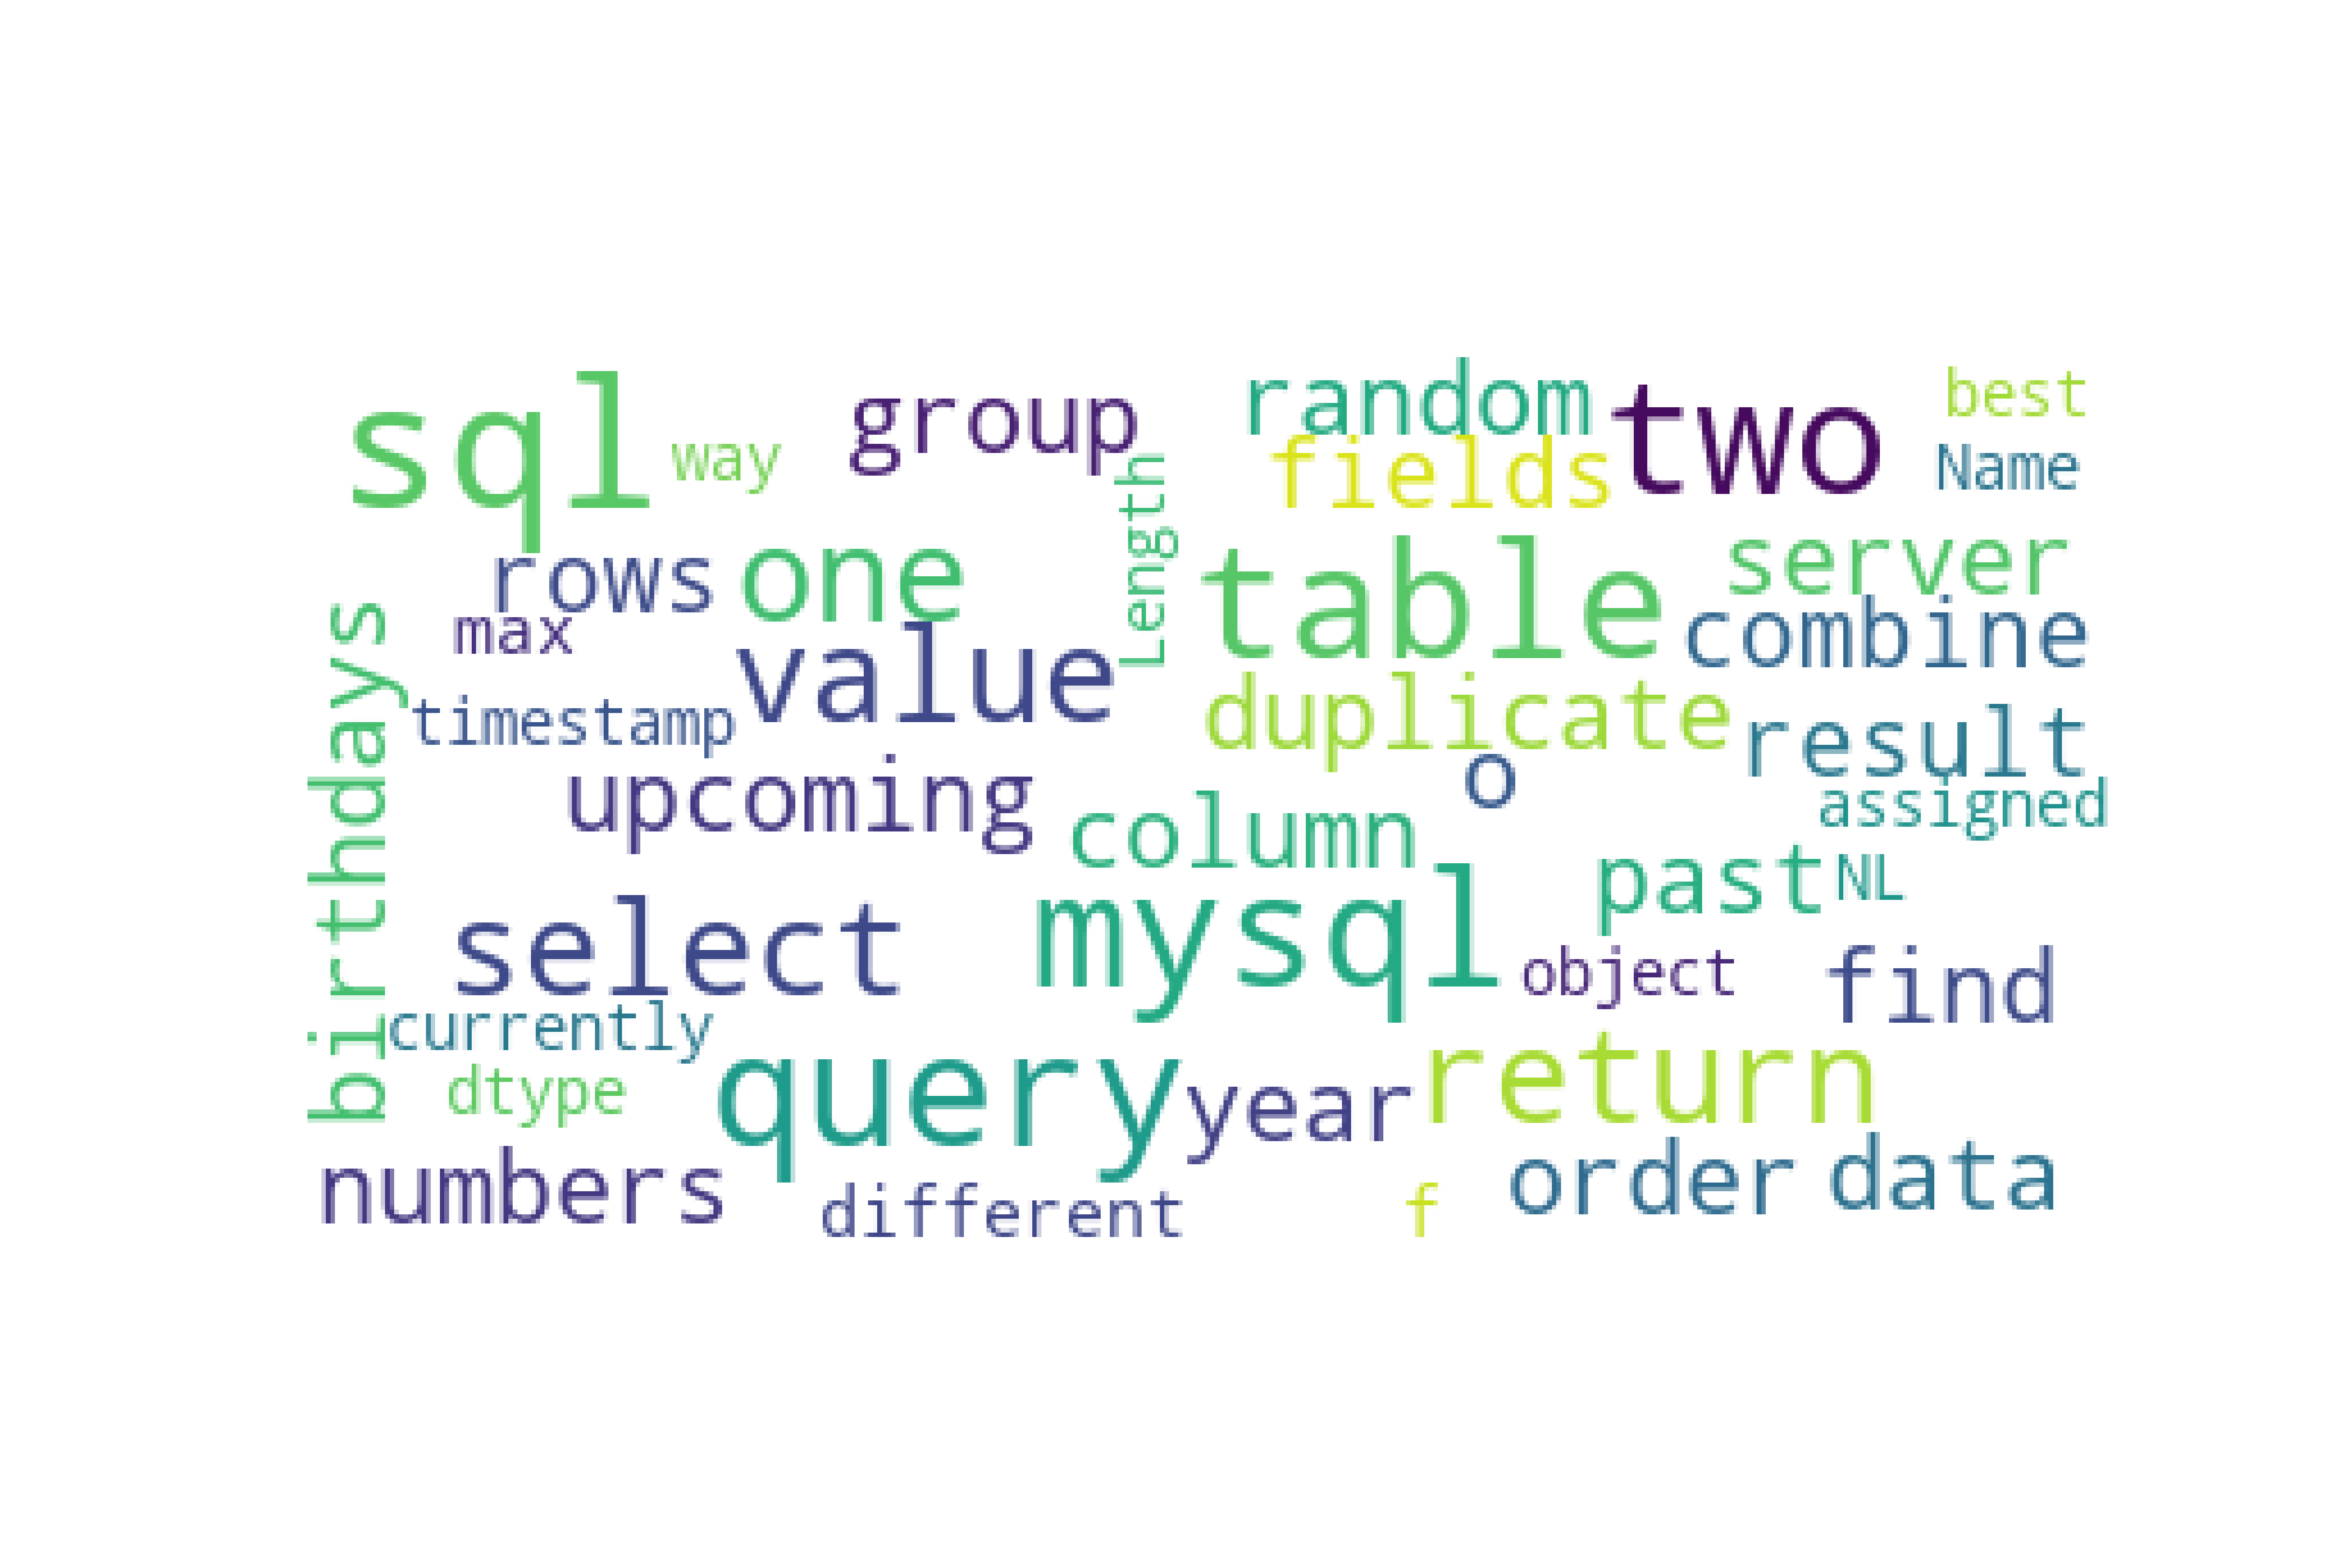 sql
way
group
random
two
best
fields
Name
Length
rows
one
table
server
max
value
combine
birthdays
timestamp
duplicate
result
upcoming
o
column
assigned
past
NL
select
mysql
object
find
currently
query
year
return
dtype
numbers
different
f
order
data